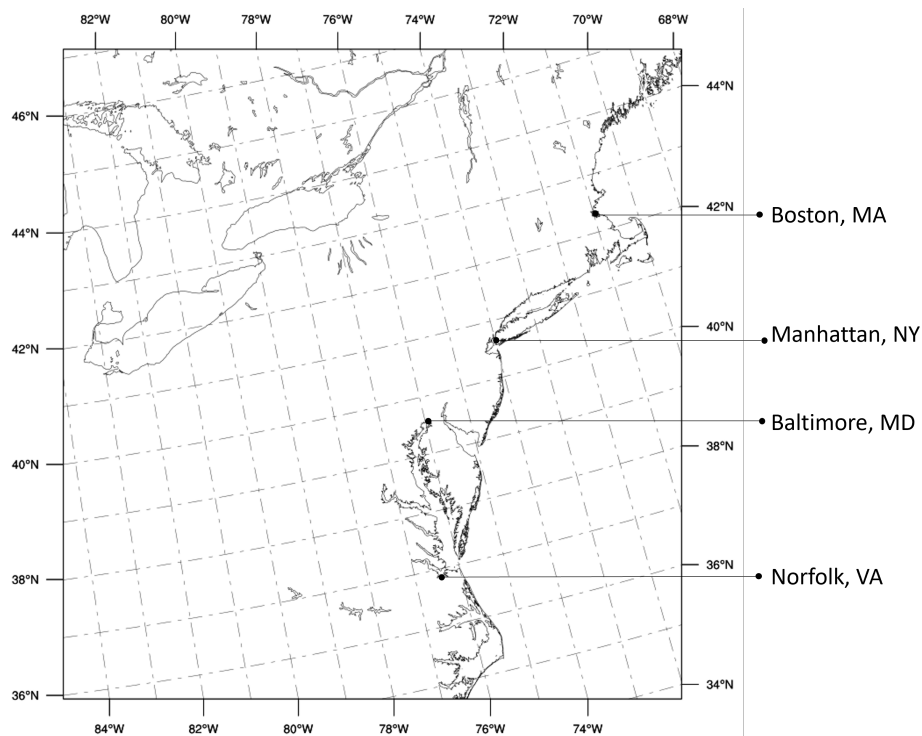 82°W 80°W 78°W 76°W 74°W 72°W 70°W 68°W
44°N
46°N
42°N
Boston, MA
44°N
40°N
Manhattan, NY
42°N
Baltimore, MD
38°N
40°N
36°N
Norfolk, VA
38°N
34°N
36°N
84°W 82°W 80°W 78°W 76°W 74°W